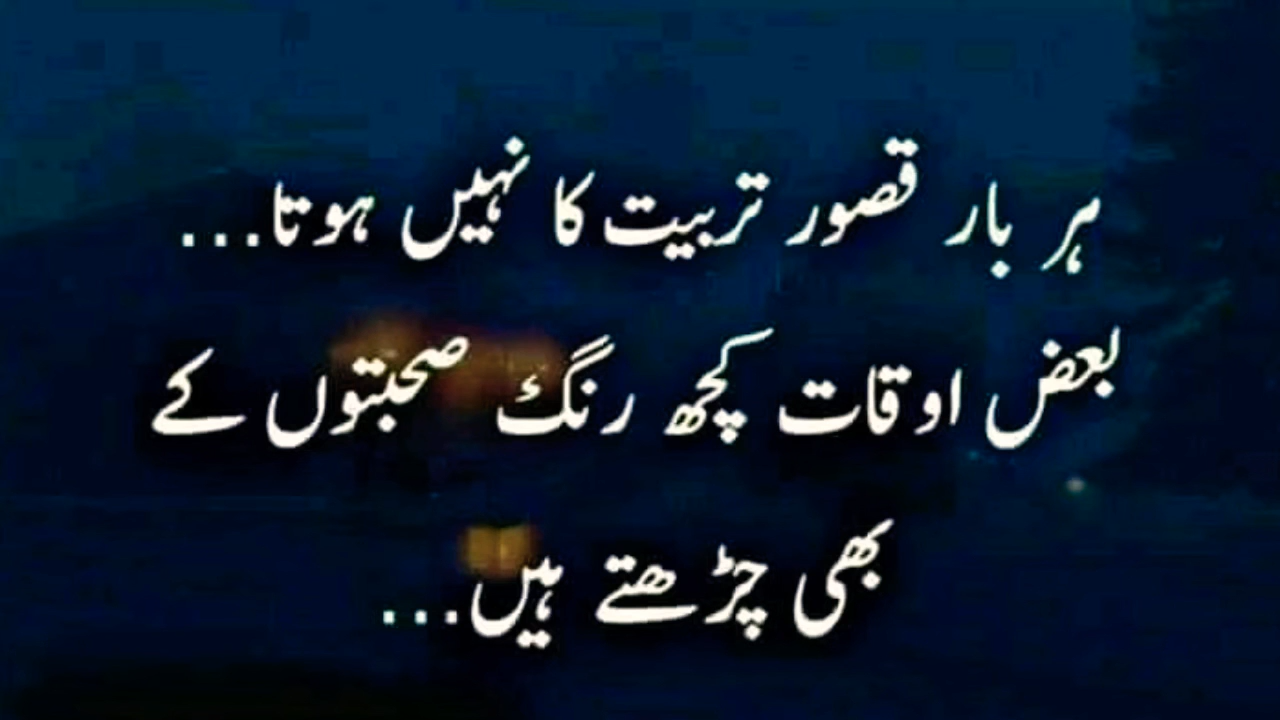 ہر بار قصور تربیت کا نہیں ہوتا...
بعض اوقات کچھ رنگ صحبتوں کے
بھی چڑھتے ہیں...